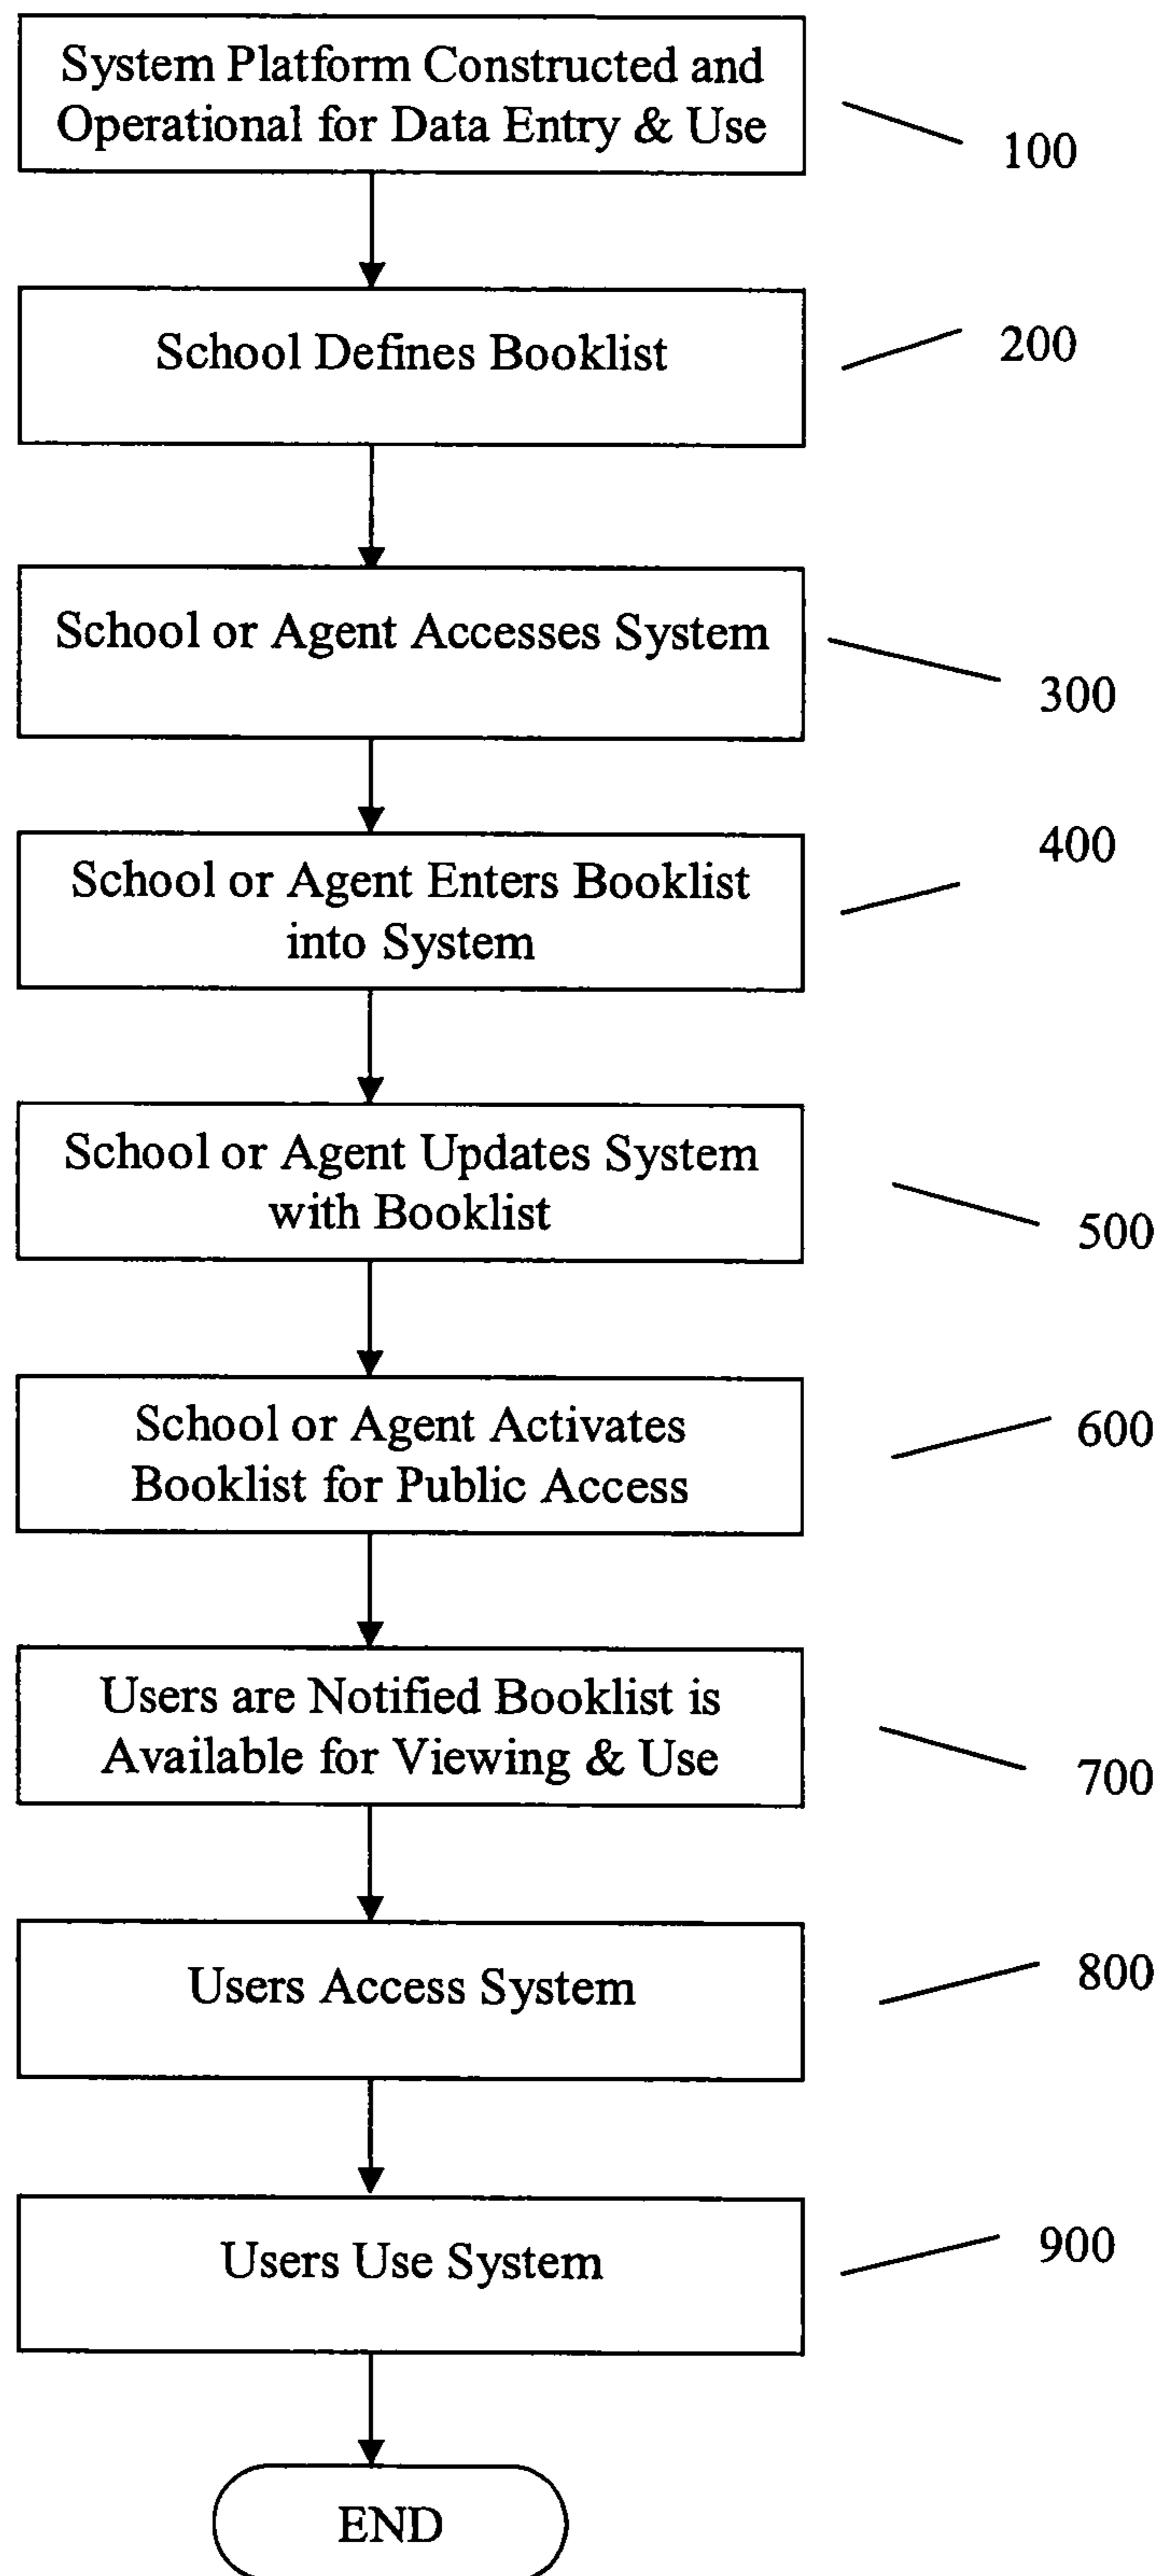 System Platform Constructed and
Operational for Data Entry & Use
100
School Defines Booklist
200
School or Agent Accesses System
300
400
School or Agent Enters Booklist
into System
School or Agent Updates System
with Booklist
500
School or Agent Activates
Booklist for Public Access
600
Users are Notified Booklist is
Available for Viewing & Use
700
Users Access System
800
Users Use System
900
END